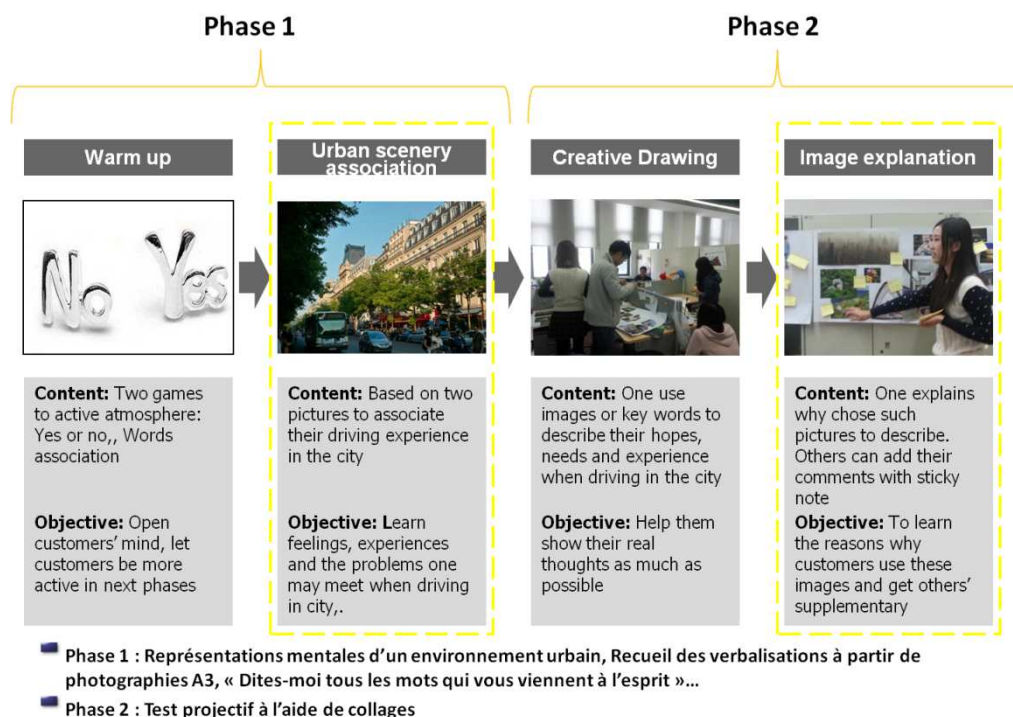 Phase 1
Phase 2
Warm up
Urban scenery
association
Creative Drawing
Image explanation
No Yes
Content: Two games
to active atmosphere:
Yes or no,, Words
association
Objective: Open
customers' mind, let
customers be more
active in next phases
Content: Based on two
pictures to associate
their driving experience
in the city
Objective: Learn
feelings, experiences
and the problems one
may meet when driving
in city,.
Content: One use
images or key words to
describe their hopes,
needs and experience
when driving in the city
Objective: Help them
show their real
thoughts as much as
possible
Content: One explains
why chose such
pictures to describe.
Others can add their
comments with sticky
note
Objective: To learn
the reasons why
customers use these
images and get others'
supplementary
Phase 1 : Représentations mentales d'un environnement urbain, Recueil des verbalisations à partir de
photographies A3, « Dites-moi tous les mots qui vous viennent à l'esprit »...
Phase 2 : Test projectif à l'aide de collages